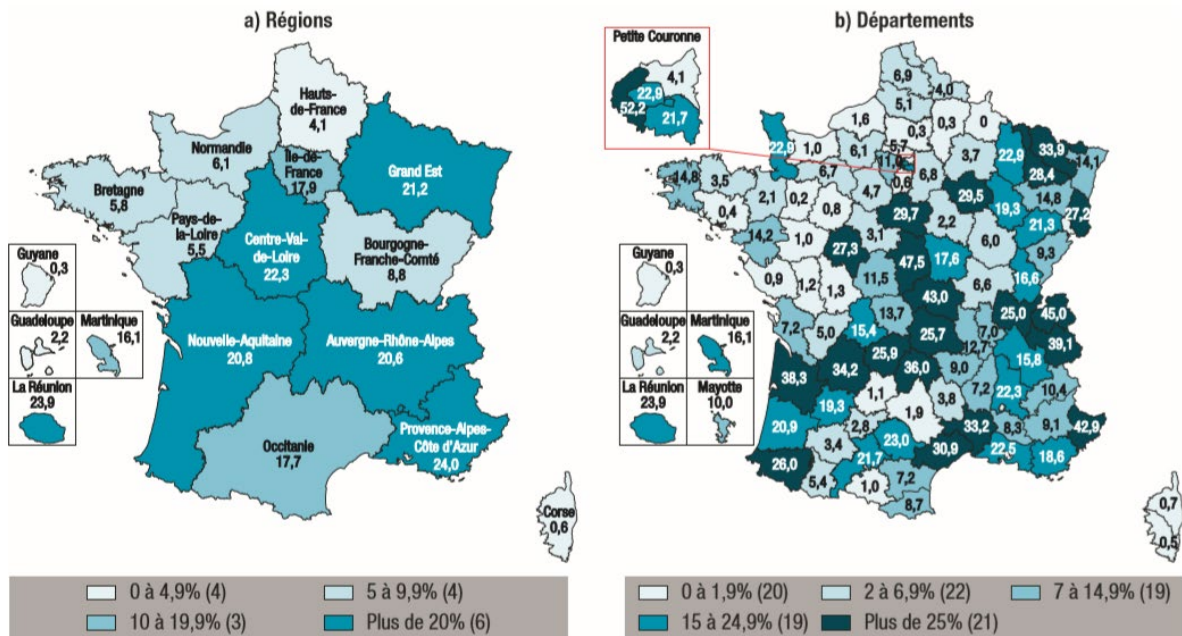 a) Régions
Hauts-
de-France
4,1
Normandie
6,1
Île-de-
France
17,9
Grand Est
21,2
Bretagne
5,8
Pays-de-
la-Loire
5,5
Centre-Val-
de-Loire
22,3
Bourgogne-
Franche-Comté
8,8
Guyane
0,3
Guadeloupe
2,2
Martinique
16,1
La Réunion
23,9
Nouvelle-Aquitaine
20,8
Auvergne-Rhône-Alpes
20,6
Occitanie
17,7
Provence-Alpes-
Côte d'Azur
24,0
Corse
0,6
0 à 4,9% (4)
5 à 9,9% (4)
10 à 19,9% (3)
Plus de 20% (6)
b) Départements
Petite Couronne
4,1
22,9
52,2
21,7
6,9
4,0
5,1
1,6
0,3
0
0,3
22,9
1,0
6,1
5,7
3,7
22,9
33,9
14,1
11,0
28,4
14,8
3,5
6,7
6,8
0,6
2,1
4,7
29,5
14,8
19,3
27,2
0,4
0,2
0,8
29,7
2,2
21,3
14,2
1,0
3,1
6,0
9,3
27,3
47,5
17,6
16,6
0,9
1,2
1,3
11,5
6,6
43,0
13,7
25,0
45,0
7,2
5,0
15,4
25,7
7,0
39,1
12,7
15,8
25,9
38,3
34,2
36,0
9,0
7,2
22,3
10,4
1,1
19,3
3,8
1,9
20,9
2,8
33,2
8,3
9,1
42,9
3,4
23,0
30,9
22,5
18,6
26,0
21,7
5,4
1,0
7,2
8,7
0,7
0,5
Guyane
0,3
Guadeloupe
2,2
Martinique
16,1
La Réunion
23,9
Mayotte
10,0
0 à 1,9% (20)
2 à 6,9% (22)
7 à 14,9% (19)
15 à 24,9% (19)
Plus de 25% (21)